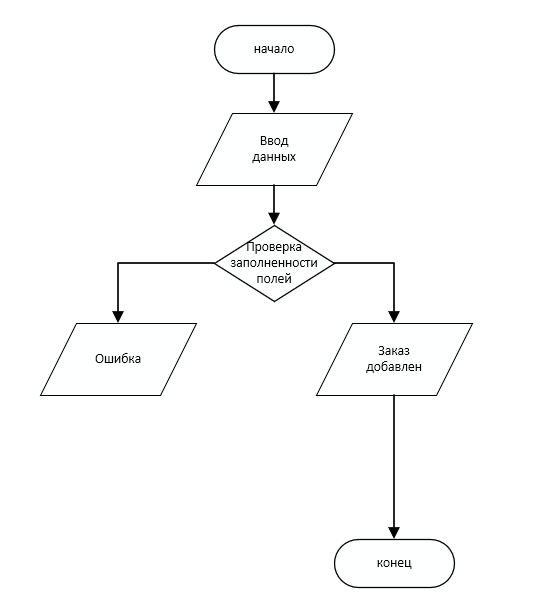 начало
Ввод
данных
Проверка
заполненности
полей
Ошибка
Заказ
добавлен
конец